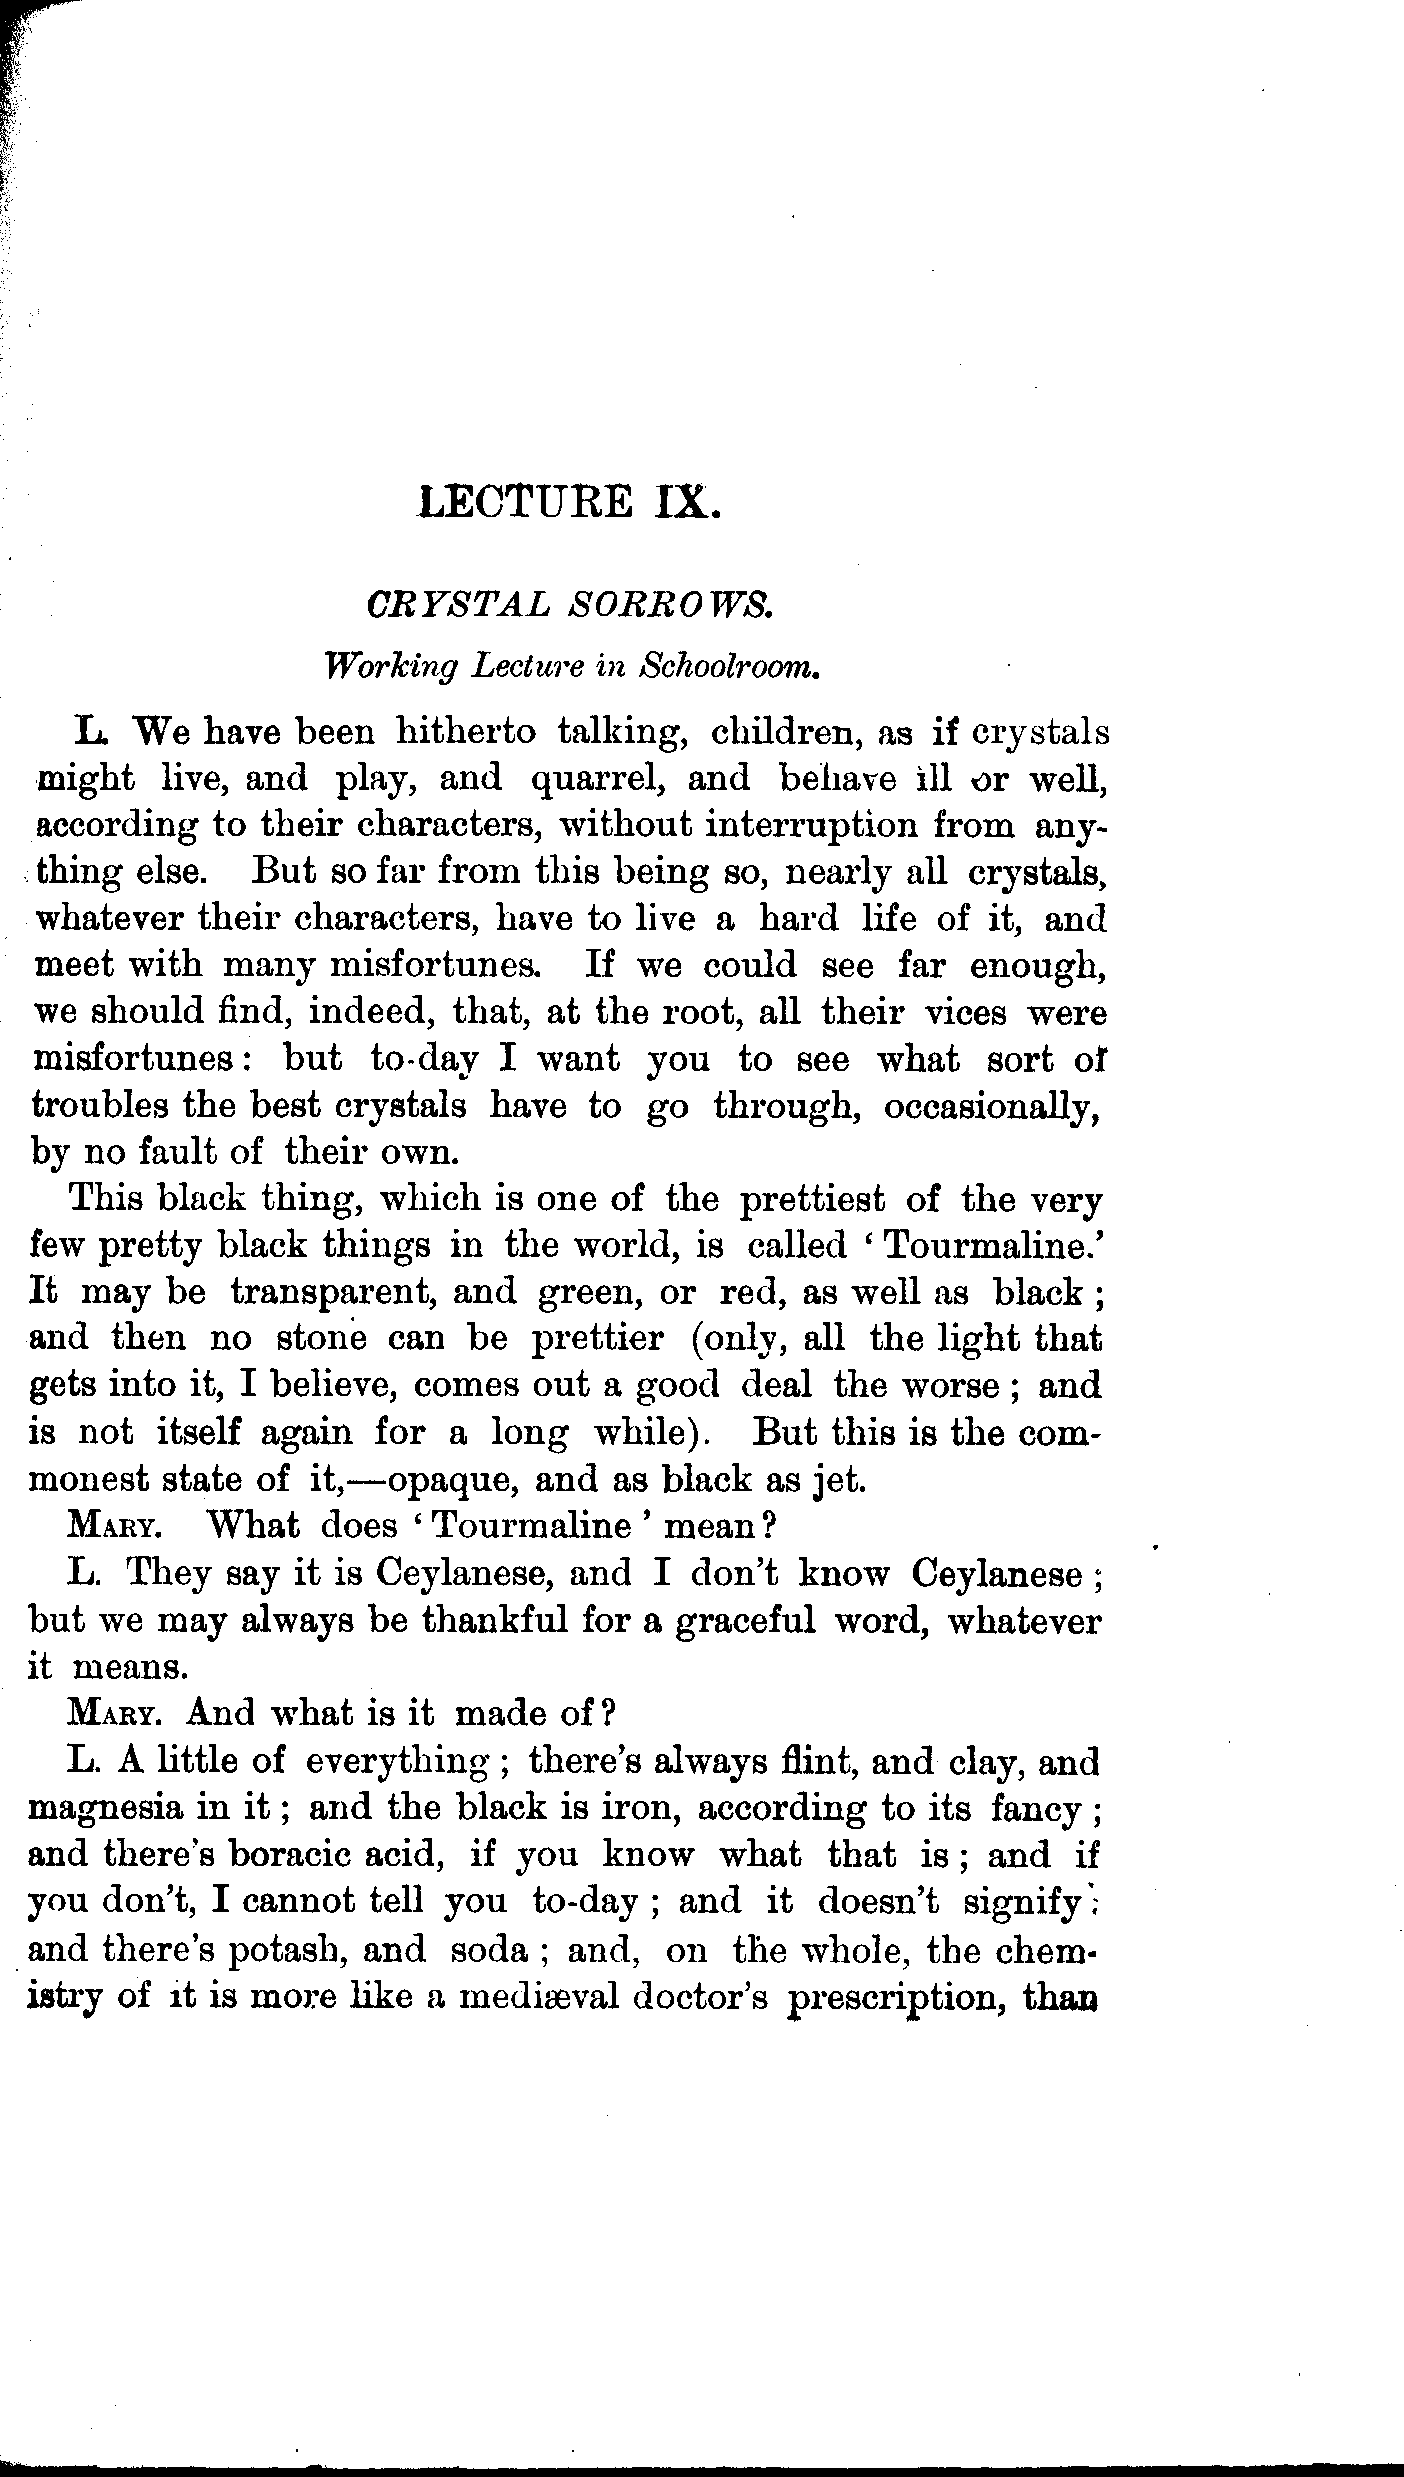 LECTURE IX.
CRYSTAL SORROWS.
Working Lecture in Schoolroom.
L. We have been hitherto talking, children, as if crystals
might live, and play, and quarrel, and behave ill or well,
according to their characters, without interruption from any-
thing else. But so far from this being so, nearly all crystals,
whatever their characters, have to live a hard life of it, and
meet with many misfortunes. If we could see far enough,
we should find, indeed, that, at the root, all their vices were
misfortunes: but to-day I want you to see what sort of
troubles the best crystals have to go through, occasionally,
by no fault of their own.
This black thing, which is one of the prettiest of the very
few pretty black things in the world, is called ‘Tourmaline.’
It may be transparent, and green, or red, as well as black;
and then no stone can be prettier (only, all the light that
gets into it, I believe, comes out a good deal the worse; and
is not itself again for a long while). But this is the com-
monest state of it,—opaque, and as black as jet.
MARY. What does ‘Tourmaline’ mean?
L. They say it is Ceylanese, and I don't know Ceylanese;
but we may always be thankful for a graceful word, whatever
it means.
MARY. And what is it made of?
L. A little of everything; there's always flint, and clay, and
magnesia in it; and the black is iron, according to its fancy;
and there's boracic acid, if you know what that is; and if
you don't, I cannot tell you to-day; and it doesn't signify;
and there's potash, and soda; and, on the whole, the chem-
istry of it is more like a mediæval doctor's prescription, than